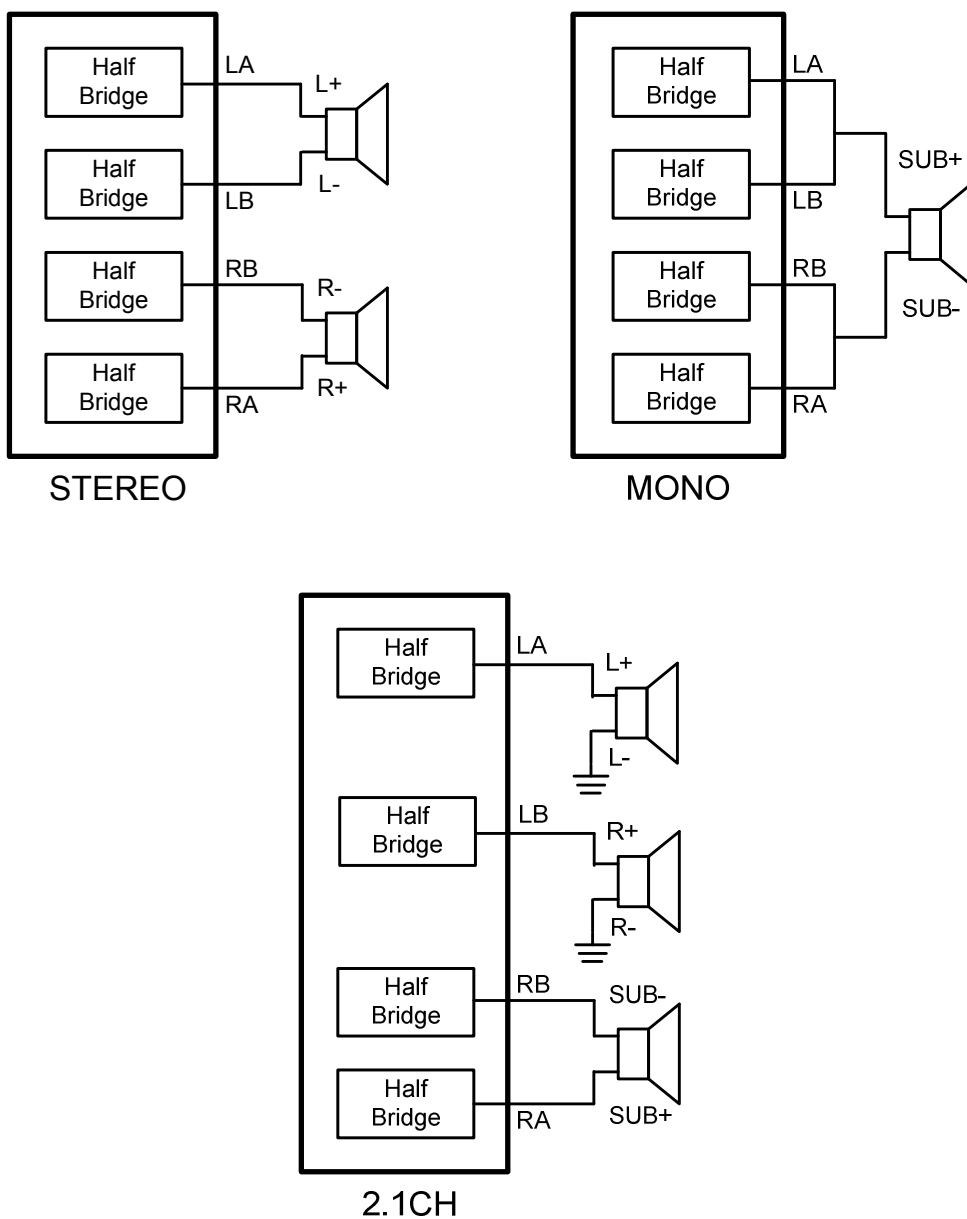 Half
Bridge
LA
L+
Half
Bridge
L-
LB
Half
Bridge
RB
R-
Half
Bridge
R+
RA
STEREO
Half
Bridge
LA
Half
Bridge
LB
SUB+
Half
Bridge
RB
SUB-
Half
Bridge
RA
MONO
Half
Bridge
LA
L+
L-
Half
Bridge
LB
R+
R-
Half
Bridge
RB
SUB-
Half
Bridge
RA
SUB+
2.1CH